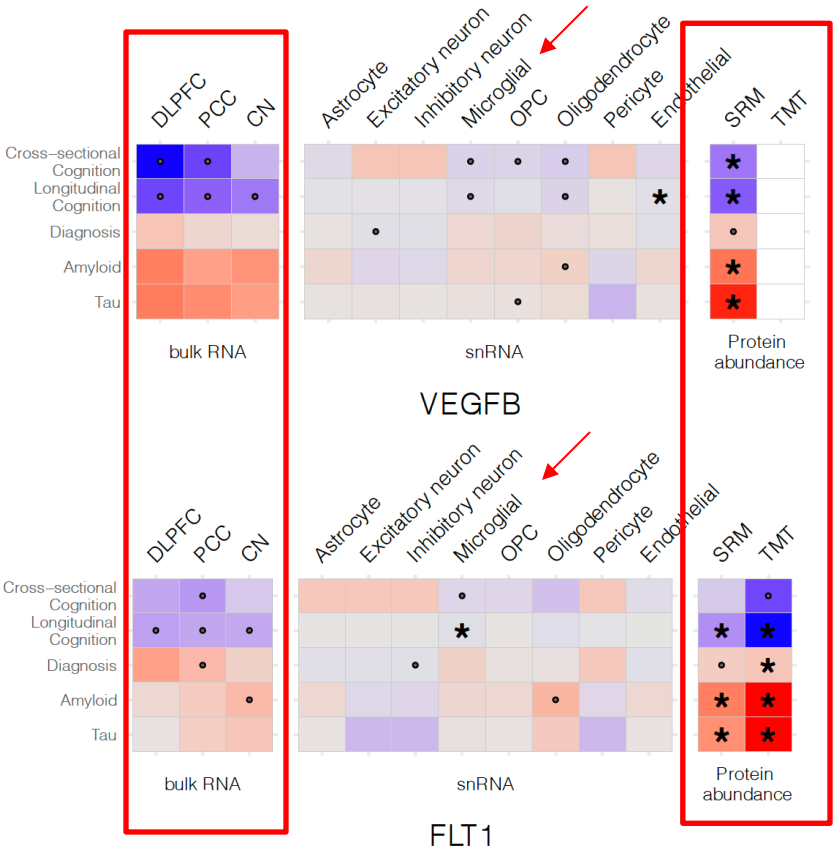 DLPFC PCC CN Astrocyte Excitatory neuron Inhibitory neuron Microglial OPC Oligodendrocyte Pericyte Endothelial SRM TMT
Cross-sectional
Cognition
Longitudinal
Cognition
Diagnosis
Amyloid
Tau
bulk RNA snRNA Protein
abundance
VEGFB
DLPFC PCC CN Astrocyte Excitatory neuron Inhibitory neuron Microglial OPC Oligodendrocyte Pericyte Endothelial SRM TMT
Cross-sectional
Cognition
Longitudinal
Cognition
Diagnosis
Amyloid
Tau
bulk RNA snRNA Protein
abundance
FLT1